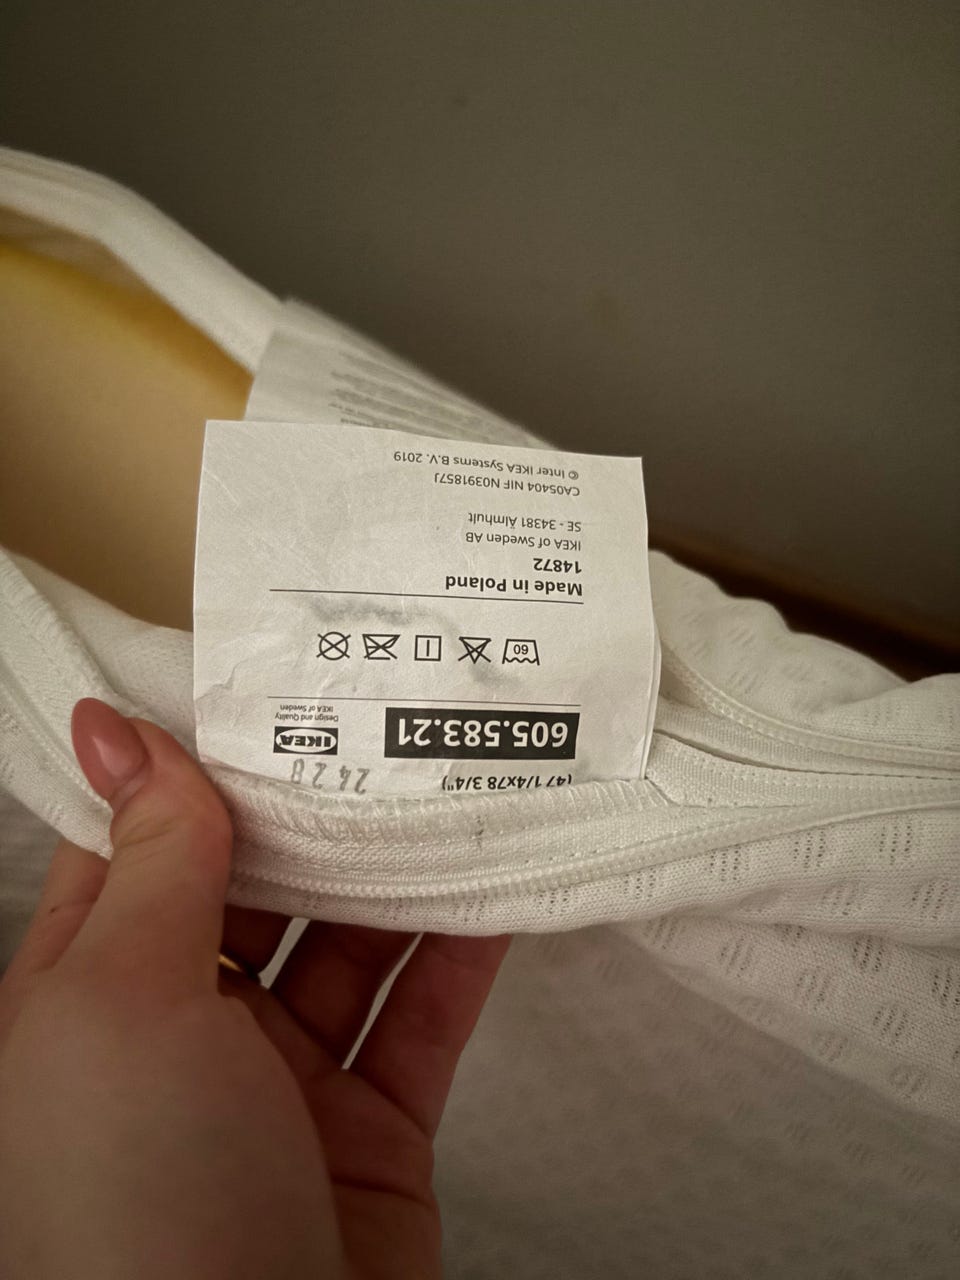 (47 1/4x78 3/4")
2428
605.583.21
IKEA
Design and Quality
IKEA of Sweden
60
Made in Poland
14872
IKEA of Sweden AB
SE - 34381 Älmhult
CA05404 NIF N0391857J
© Inter IKEA Systems B.V. 2019